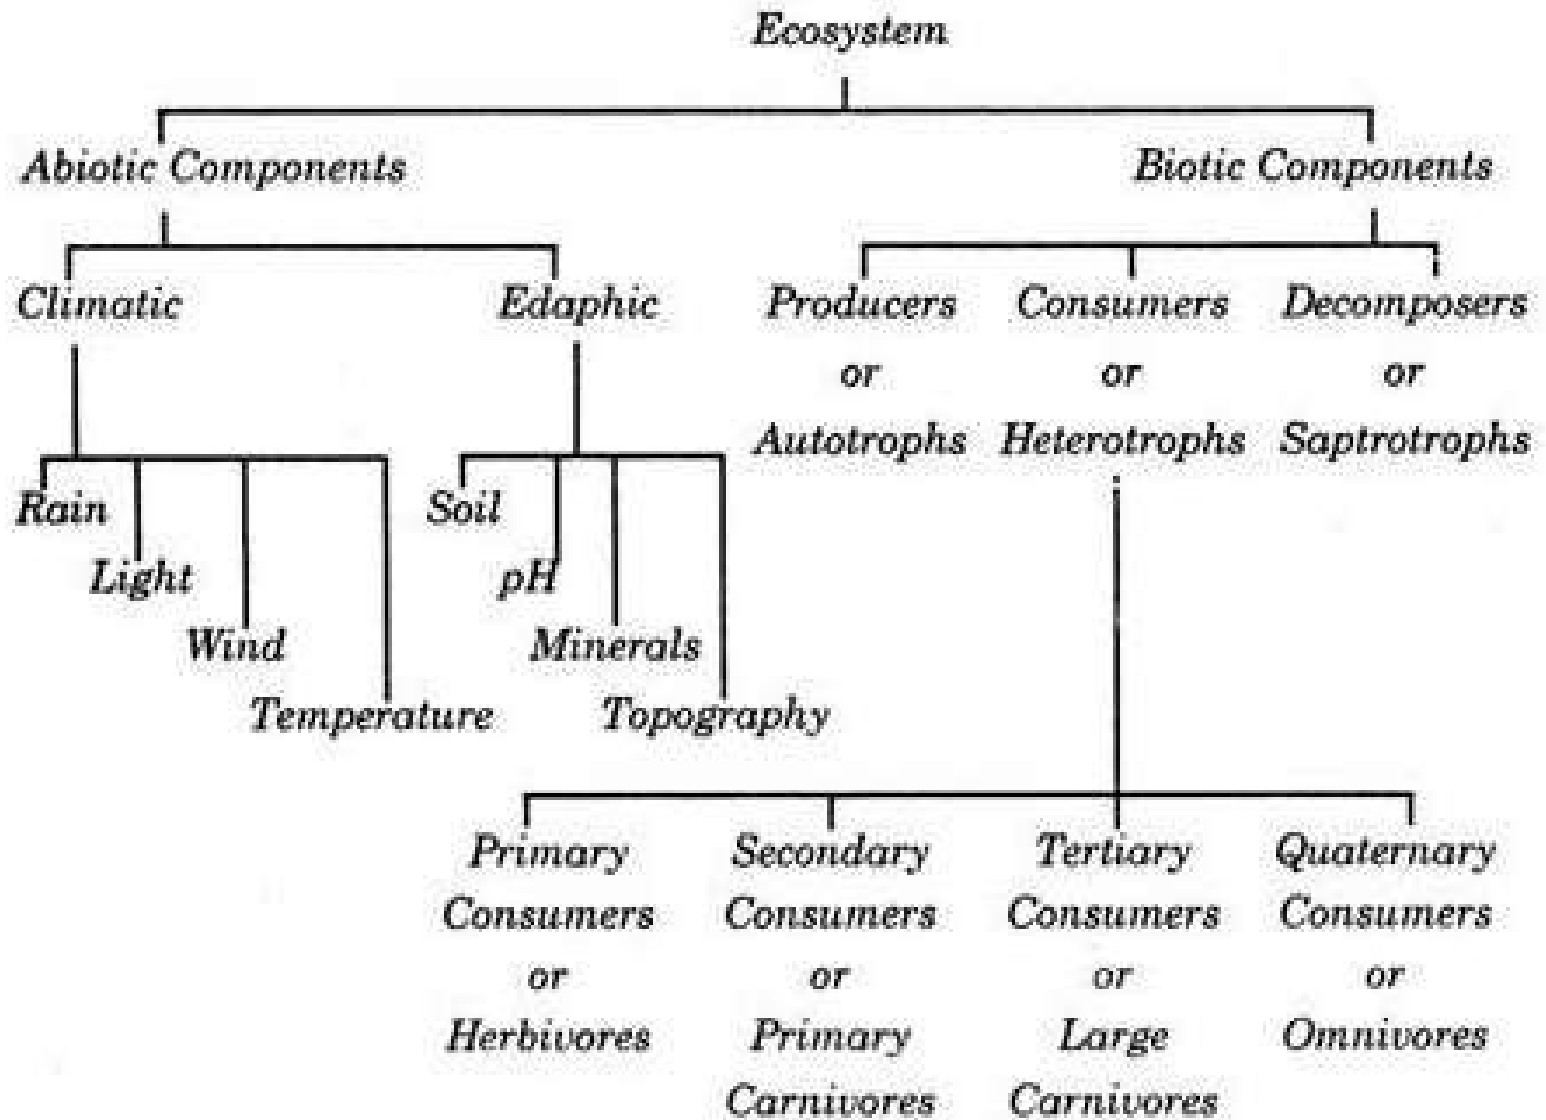 Ecosystem
Abiotic Components
Biotic Components
Climatic
Edaphic
Producers
or
Autotrophs
Consumers
or
Heterotrophs
Decomposers
or
Saptrotrophs
Rain
Light
Wind
Temperature
Soil
pH
Minerals
Topography
Primary
Consumers
or
Herbivores
Secondary
Consumers
or
Primary
Carnivores
Tertiary
Consumers
or
Large
Carnivores
Quaternary
Consumers
or
Omnivores